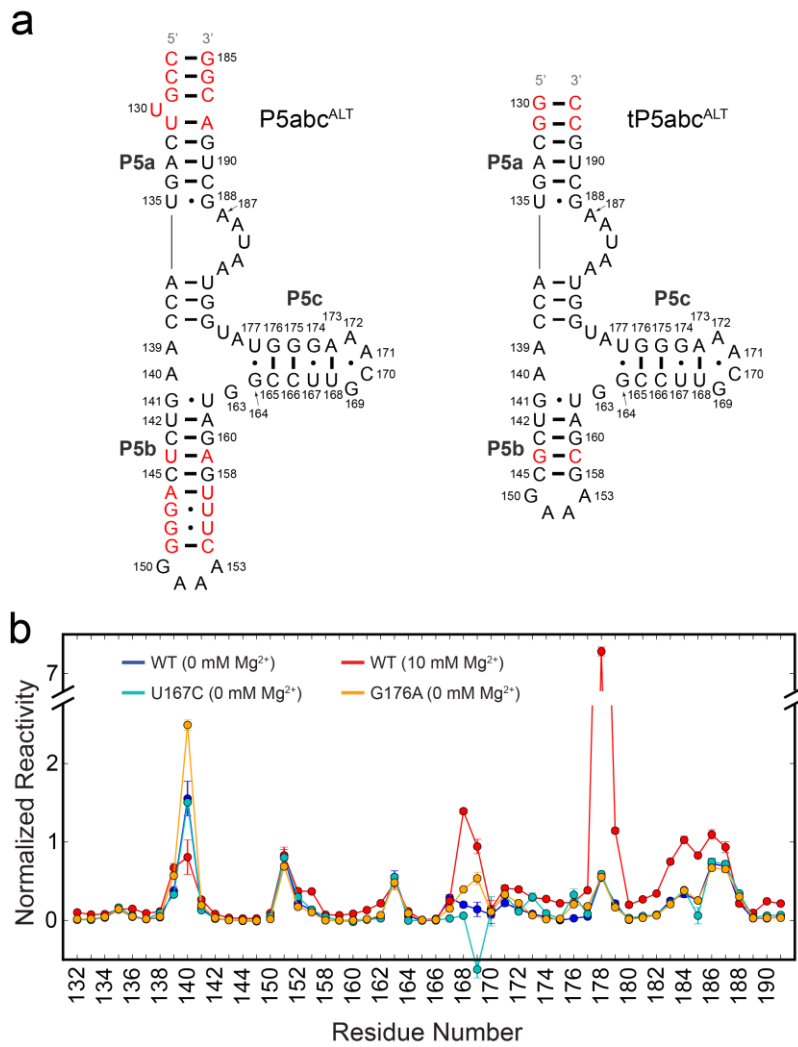 a
5' 3'
C G 185
C G
G C
130 U
U A
C G
P5a A U 190
G C
135 U G 188
A 187
A
U
A
A
A U
C G
C G
U A
P5c
177 176 175 174 173 172
U G G G A A
A 171
C 170
G G C C U U G
163 164 165 166 167 168 169
139 A
140 A
141 G U
142 U A
C G 160
P5b U A
145 C G 158
A U
G U
G U
G C
150 G A 153
A A
P5abcᴬᴸᵀ
5' 3'
130 G C
G C
C G
P5a A U 190
G C
135 U G 188
A 187
A
U
A
A
A U
C G
C G
U A
P5c
177 176 175 174 173 172
U G G G A A
A 171
C 170
G G C C U U G
163 164 165 166 167 168 169
139 A
140 A
141 G U
142 U A
C G 160
P5b G C
145 C G 158
150 G A 153
A A
tP5abcᴬᴸᵀ
b
WT (0 mM Mg²⁺) WT (10 mM Mg²⁺)
U167C (0 mM Mg²⁺) G176A (0 mM Mg²⁺)
Normalized Reactivity
7
2
1
0
132 134 136 138 140 142 144 150 152 158 160 162 164 166 168 170 172 174 176 178 180 182 184 186 188 190
Residue Number